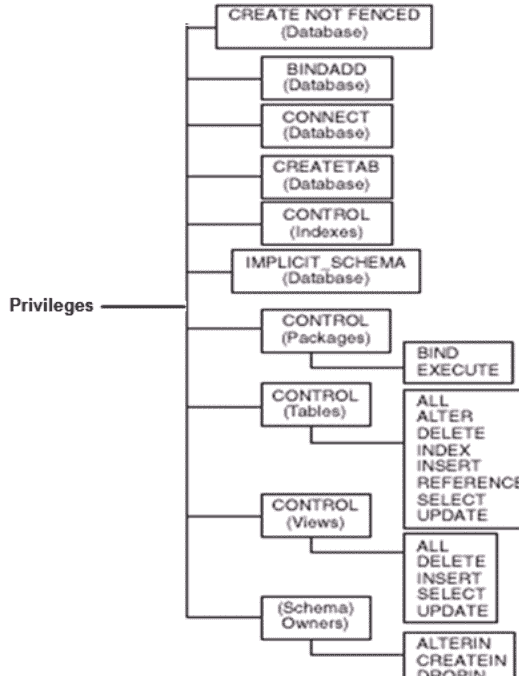 CREATE NOT FENCED
(Database)
BINDADD
(Database)
CONNECT
(Database)
CREATETAB
(Database)
CONTROL
(Indexes)
IMPLICIT_SCHEMA
(Database)
Privileges
CONTROL
(Packages)
BIND
EXECUTE
CONTROL
(Tables)
ALL
ALTER
DELETE
INDEX
INSERT
REFERENCE
SELECT
UPDATE
CONTROL
(Views)
ALL
DELETE
INSERT
SELECT
UPDATE
(Schema)
Owners)
ALTERIN
CREATEIN
DROPIN